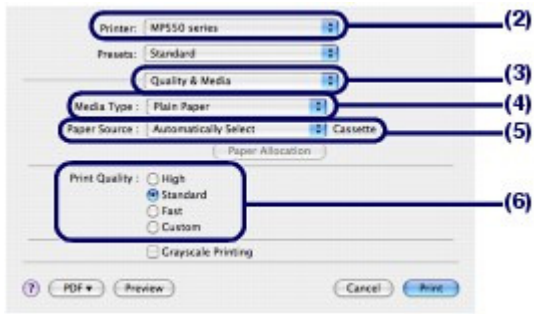 Printer: MP550 series (2)
Presets: Standard
Quality & Media (3)
Media Type : Plain Paper (4)
Paper Source : Automatically Select Cassette (5)
Paper Allocation
Print Quality : High
Standard (6)
Fast
Custom
Grayscale Printing
? PDF ▾ Preview Cancel Print